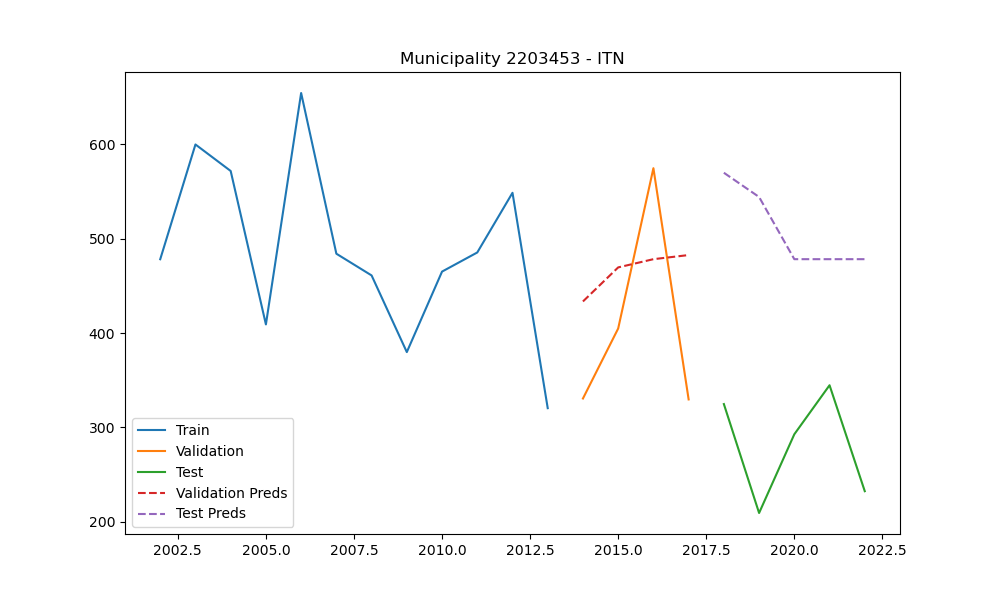 Municipality 2203453 - ITN
600
500
400
300
200
Train
Validation
Test
Validation Preds
Test Preds
2002.5 2005.0 2007.5 2010.0 2012.5 2015.0 2017.5 2020.0 2022.5